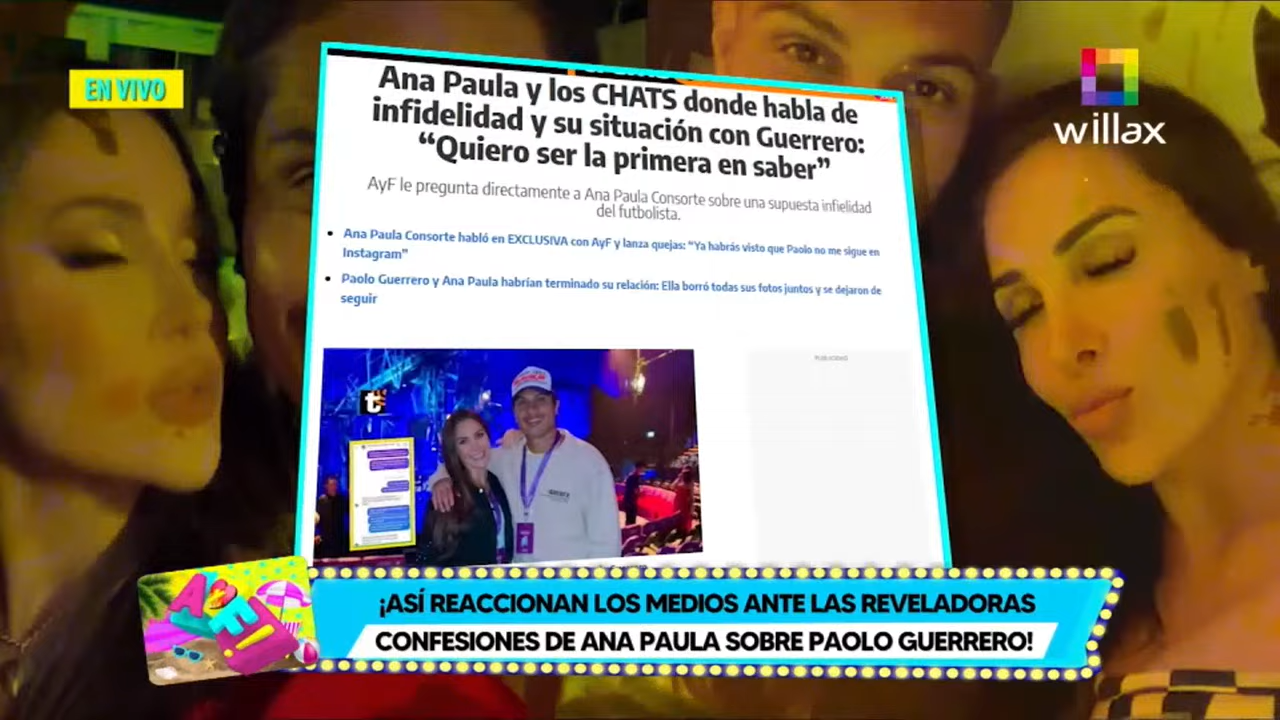 EN VIVO
willax
Ana Paula y los CHATS donde habla de
infidelidad y su situación con Guerrero:
“Quiero ser la primera en saber”
AyF le pregunta directamente a Ana Paula Consorte sobre una supuesta infielidad
del futbolista.
• Ana Paula Consorte habló en EXCLUSIVA con AyF y lanza quejas: “Ya habrás visto que Paolo no me sigue en
Instagram”
• Paolo Guerrero y Ana Paula habrían terminado su relación: Ella borró todas sus fotos juntos y se dejaron de
seguir
PUBLICIDAD
t
A&F!
¡ASÍ REACCIONAN LOS MEDIOS ANTE LAS REVELADORAS
CONFESIONES DE ANA PAULA SOBRE PAOLO GUERRERO!